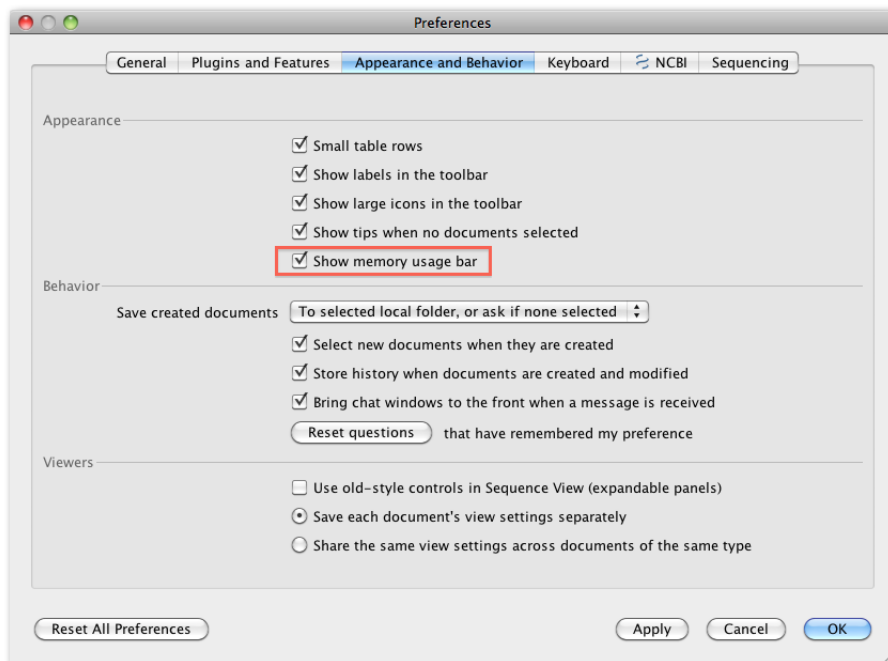 Preferences
General Plugins and Features Appearance and Behavior Keyboard NCBI Sequencing
Appearance
Small table rows
Show labels in the toolbar
Show large icons in the toolbar
Show tips when no documents selected
Show memory usage bar
Behavior
Save created documents To selected local folder, or ask if none selected
Select new documents when they are created
Store history when documents are created and modified
Bring chat windows to the front when a message is received
Reset questions that have remembered my preference
Viewers
Use old-style controls in Sequence View (expandable panels)
Save each document's view settings separately
Share the same view settings across documents of the same type
Reset All Preferences Apply Cancel OK